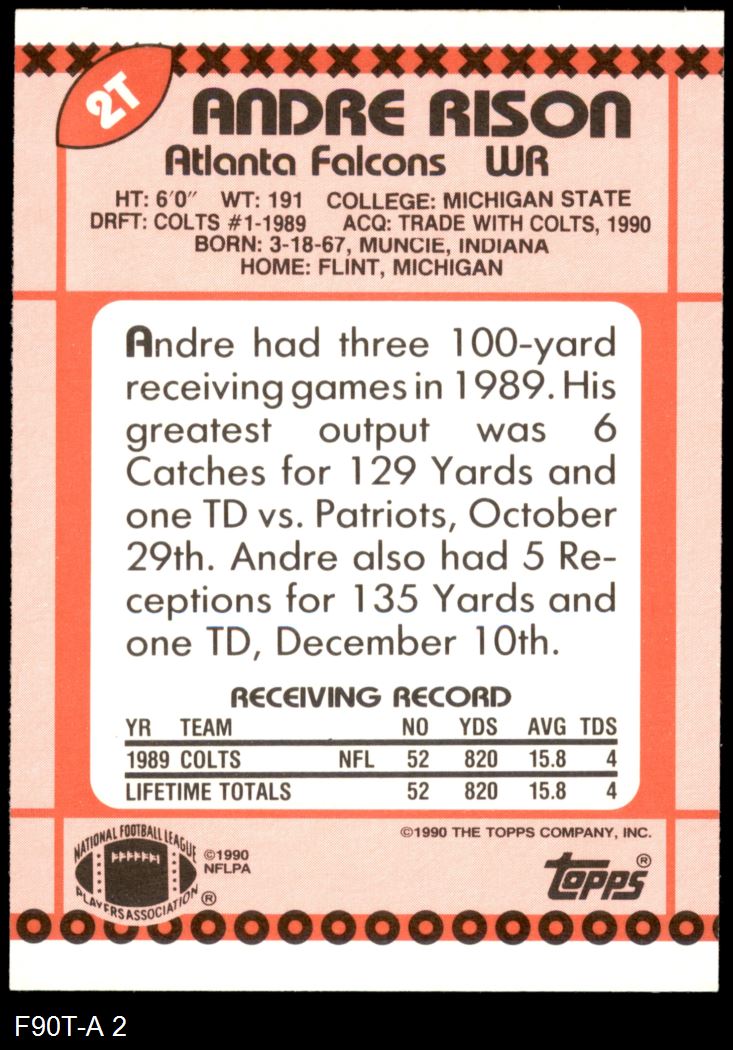 2T
ANDRE RISON
Atlanta Falcons WR
HT: 6'0" WT: 191 COLLEGE: MICHIGAN STATE
DRFT: COLTS #1-1989 ACQ: TRADE WITH COLTS, 1990
BORN: 3-18-67, MUNCIE, INDIANA
HOME: FLINT, MICHIGAN
Andre had three 100-yard
receiving games in 1989. His
greatest output was 6
Catches for 129 Yards and
one TD vs. Patriots, October
29th. Andre also had 5 Re-
ceptions for 135 Yards and
one TD, December 10th.
RECEIVING RECORD
YR TEAM NO YDS AVG TDS
1989 COLTS NFL 52 820 15.8 4
LIFETIME TOTALS 52 820 15.8 4
©1990 THE TOPPS COMPANY, INC.
NATIONAL FOOTBALL LEAGUE
PLAYERS ASSOCIATION ®
©1990
NFLPA
Topps ®
F90T-A 2